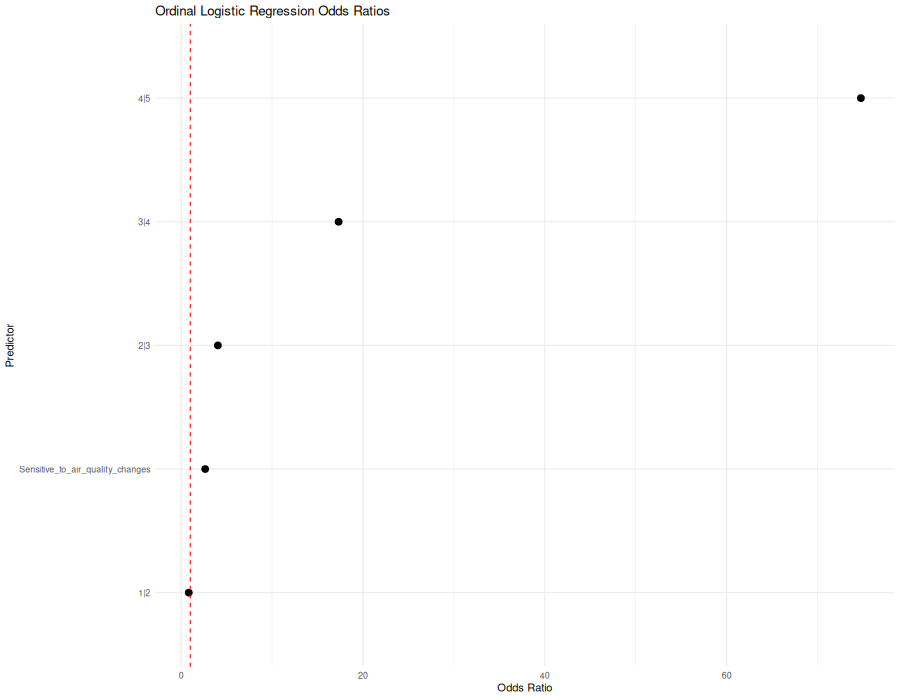 Ordinal Logistic Regression Odds Ratios
4|5
3|4
2|3
Sensitive_to_air_quality_changes
1|2
Predictor
0 20 40 60
Odds Ratio